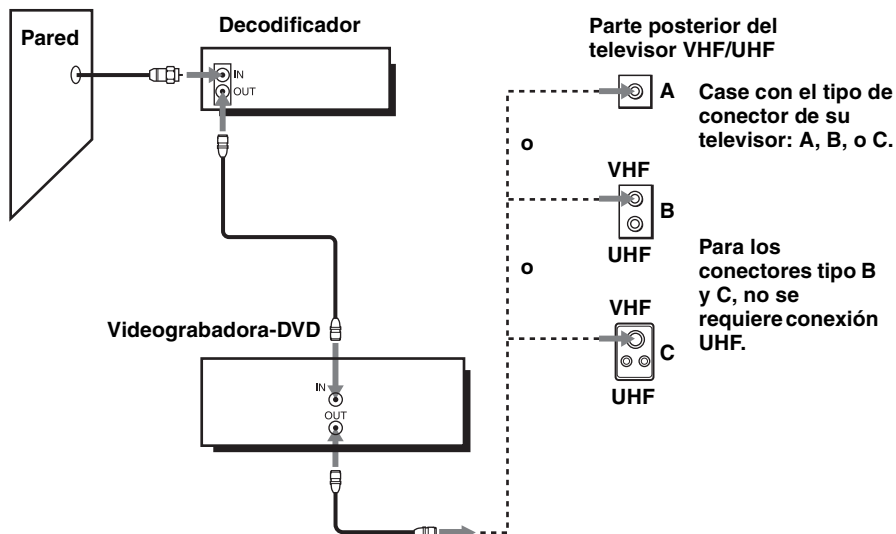 Pared
Decodificador
IN
OUT
Videograbadora-DVD
IN
OUT
Parte posterior del
televisor VHF/UHF
A
Case con el tipo de
conector de su
televisor: A, B, o C.
o
VHF
B
UHF
o
Para los
conectores tipo B
y C, no se
requiere conexión
UHF.
VHF
C
UHF